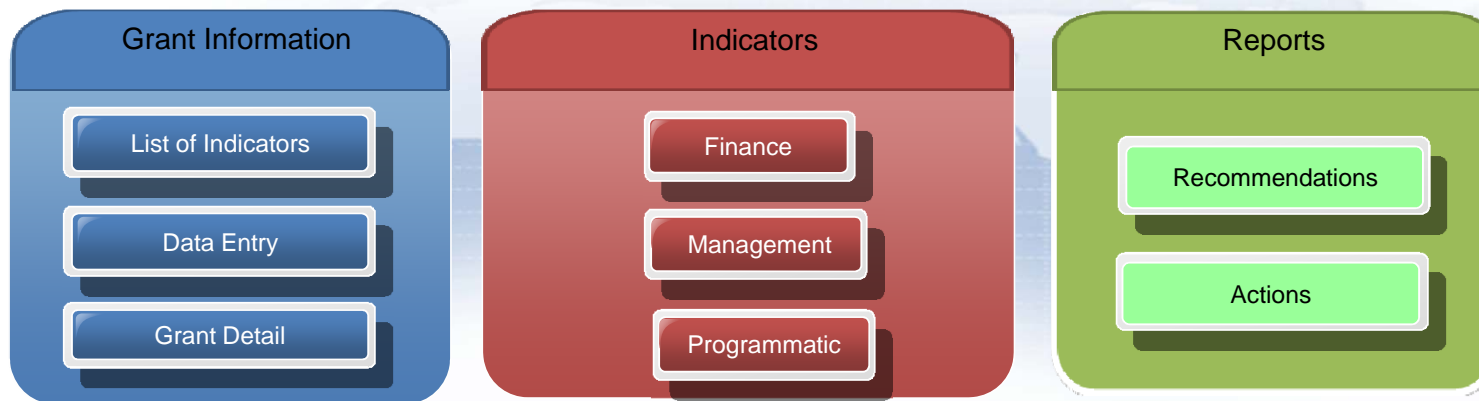 Grant Information
List of Indicators
Data Entry
Grant Detail
Indicators
Finance
Management
Programmatic
Reports
Recommendations
Actions